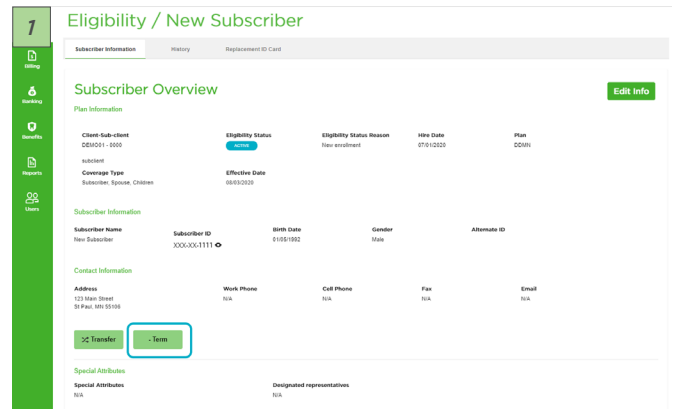 1
Eligibility / New Subscriber
Subscriber Information History Replacement ID Card
Billing
Banking
Benefits
Reports
Users
Subscriber Overview
Edit Info
Plan Information
Client-Sub-client Eligibility Status Eligibility Status Reason Hire Date Plan
DEMO01 - 0000 ACTIVE New enrollment 07/01/2020 DDMN
subclient
Coverage Type Effective Date
Subscriber, Spouse, Children 08/03/2020
Subscriber Information
Subscriber Name Subscriber ID Birth Date Gender Alternate ID
New Subscriber XXX-XX-1111 01/05/1992 Male
Contact Information
Address Work Phone Cell Phone Fax Email
123 Main Street N/A N/A N/A N/A
St Paul, MN 55106
Transfer - Term
Special Attributes
Special Attributes Designated representatives
N/A N/A